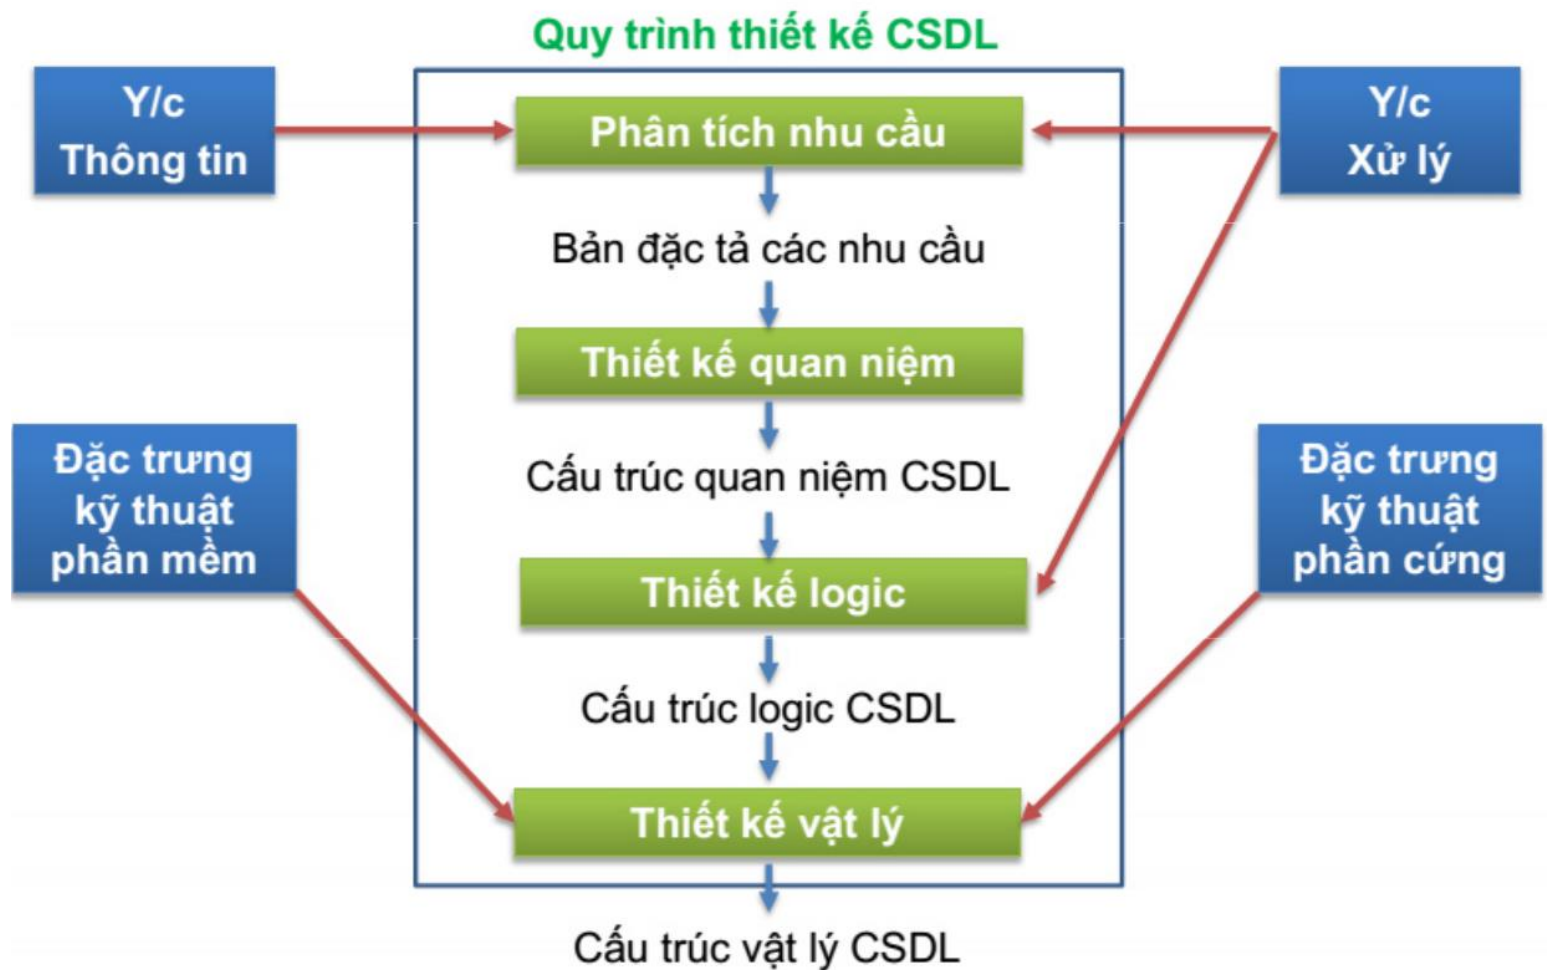 Quy trình thiết kế CSDL
Y/c
Thông tin
Phân tích nhu cầu
Y/c
Xử lý
Bản đặc tả các nhu cầu
Thiết kế quan niệm
Đặc trưng
kỹ thuật
phần mềm
Cấu trúc quan niệm CSDL
Đặc trưng
kỹ thuật
phần cứng
Thiết kế logic
Cấu trúc logic CSDL
Thiết kế vật lý
Cấu trúc vật lý CSDL